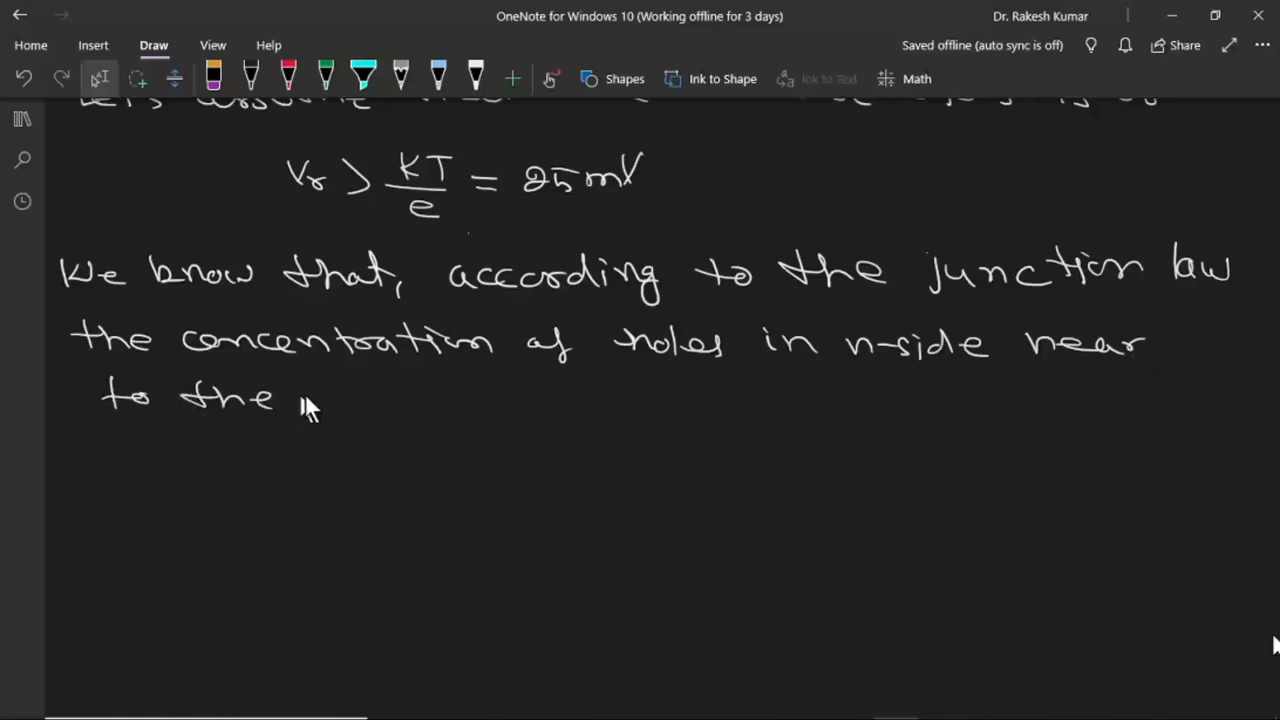 OneNote for Windows 10 (Working offline for 3 days)
Dr. Rakesh Kumar
Home Insert Draw View Help
Saved offline (auto sync is off)
Share
Shapes
Ink to Shape
Ink to Text
Math
Let's assume
Vr > KT/e = 25mV
We know that, according to the junction law
the concentration of holes in n-side near
to the